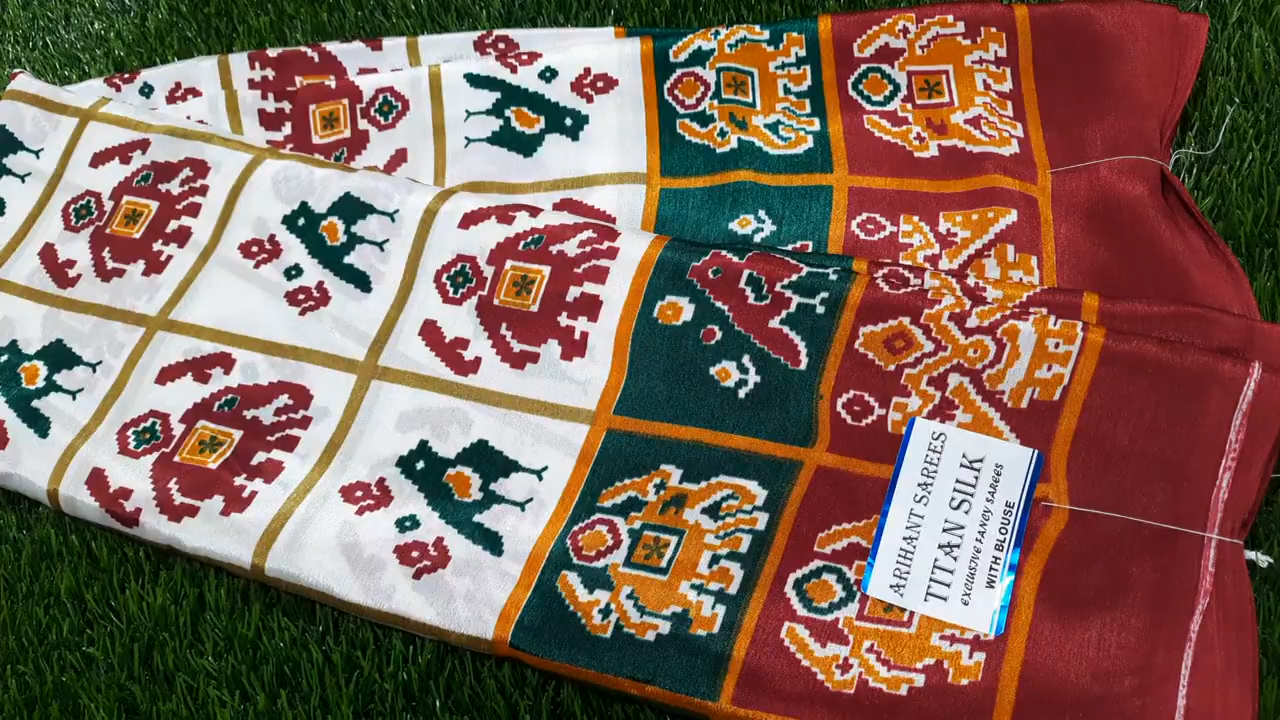 ARIHANT SAREES
TITAN SILK
EXCLUSIVE FANCY SAREES
WITH BLOUSE